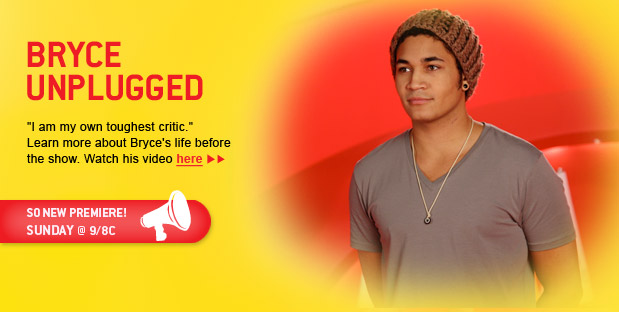 BRYCE
UNPLUGGED
"I am my own toughest critic."
Learn more about Bryce's life before
the show. Watch his video here
SO NEW PREMIERE!
SUNDAY @ 9/8C